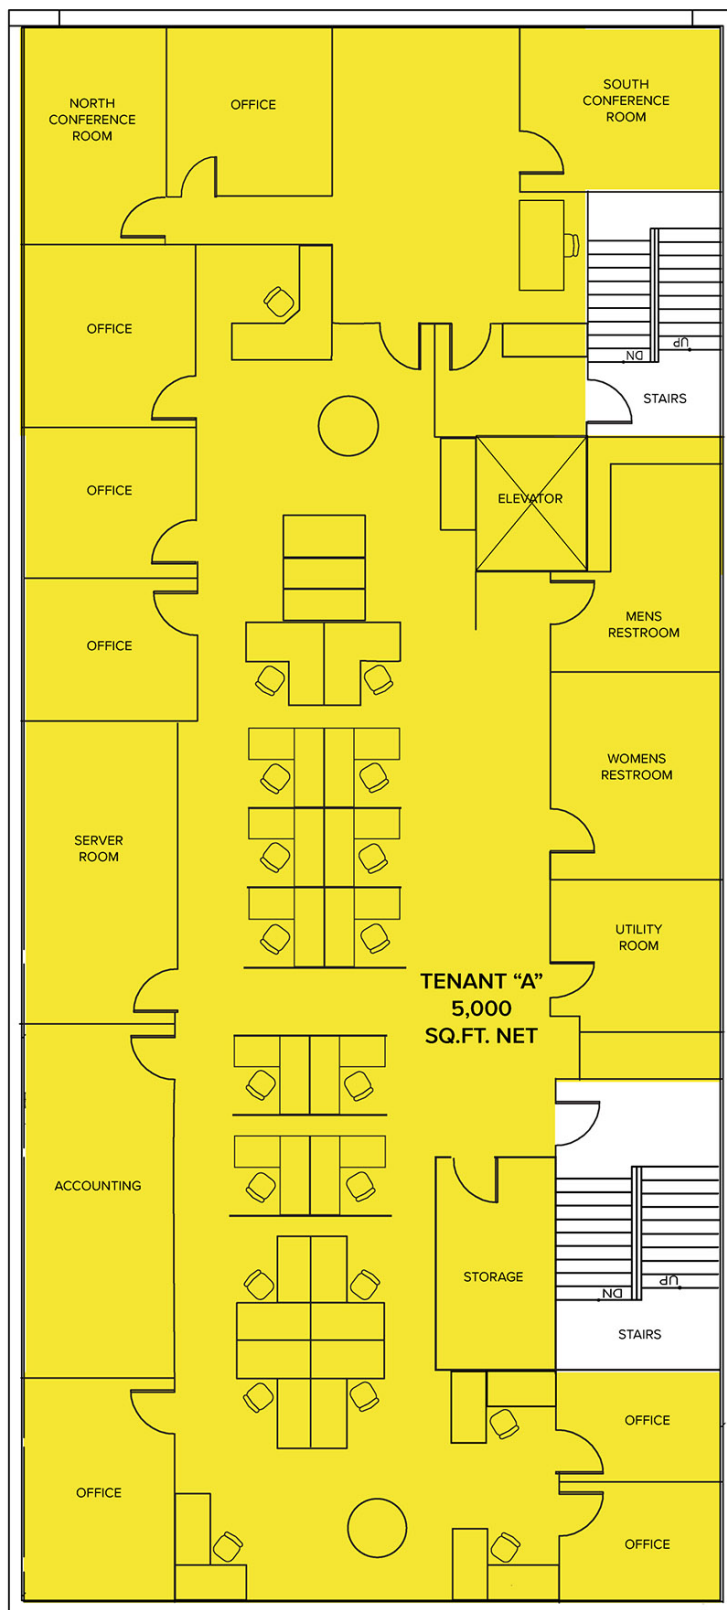 NORTH
CONFERENCE
ROOM
OFFICE
SOUTH
CONFERENCE
ROOM
OFFICE
DN
UP
STAIRS
OFFICE
ELEVATOR
OFFICE
MENS
RESTROOM
WOMENS
RESTROOM
SERVER
ROOM
UTILITY
ROOM
TENANT “A”
5,000
SQ.FT. NET
ACCOUNTING
STORAGE
DN
UP
STAIRS
OFFICE
OFFICE
OFFICE